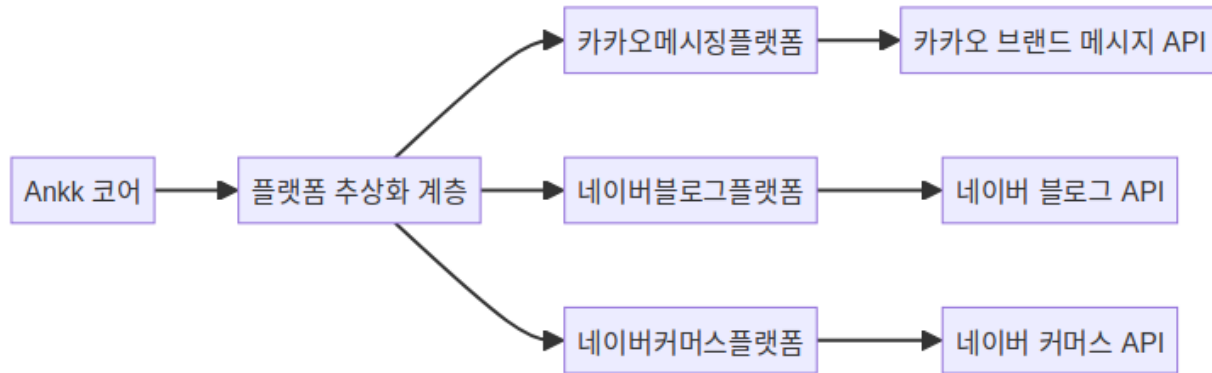 카카오메시징플랫폼
카카오 브랜드 메시지 API
Ankk 코어
플랫폼 추상화 계층
네이버블로그플랫폼
네이버 블로그 API
네이버커머스플랫폼
네이버 커머스 API